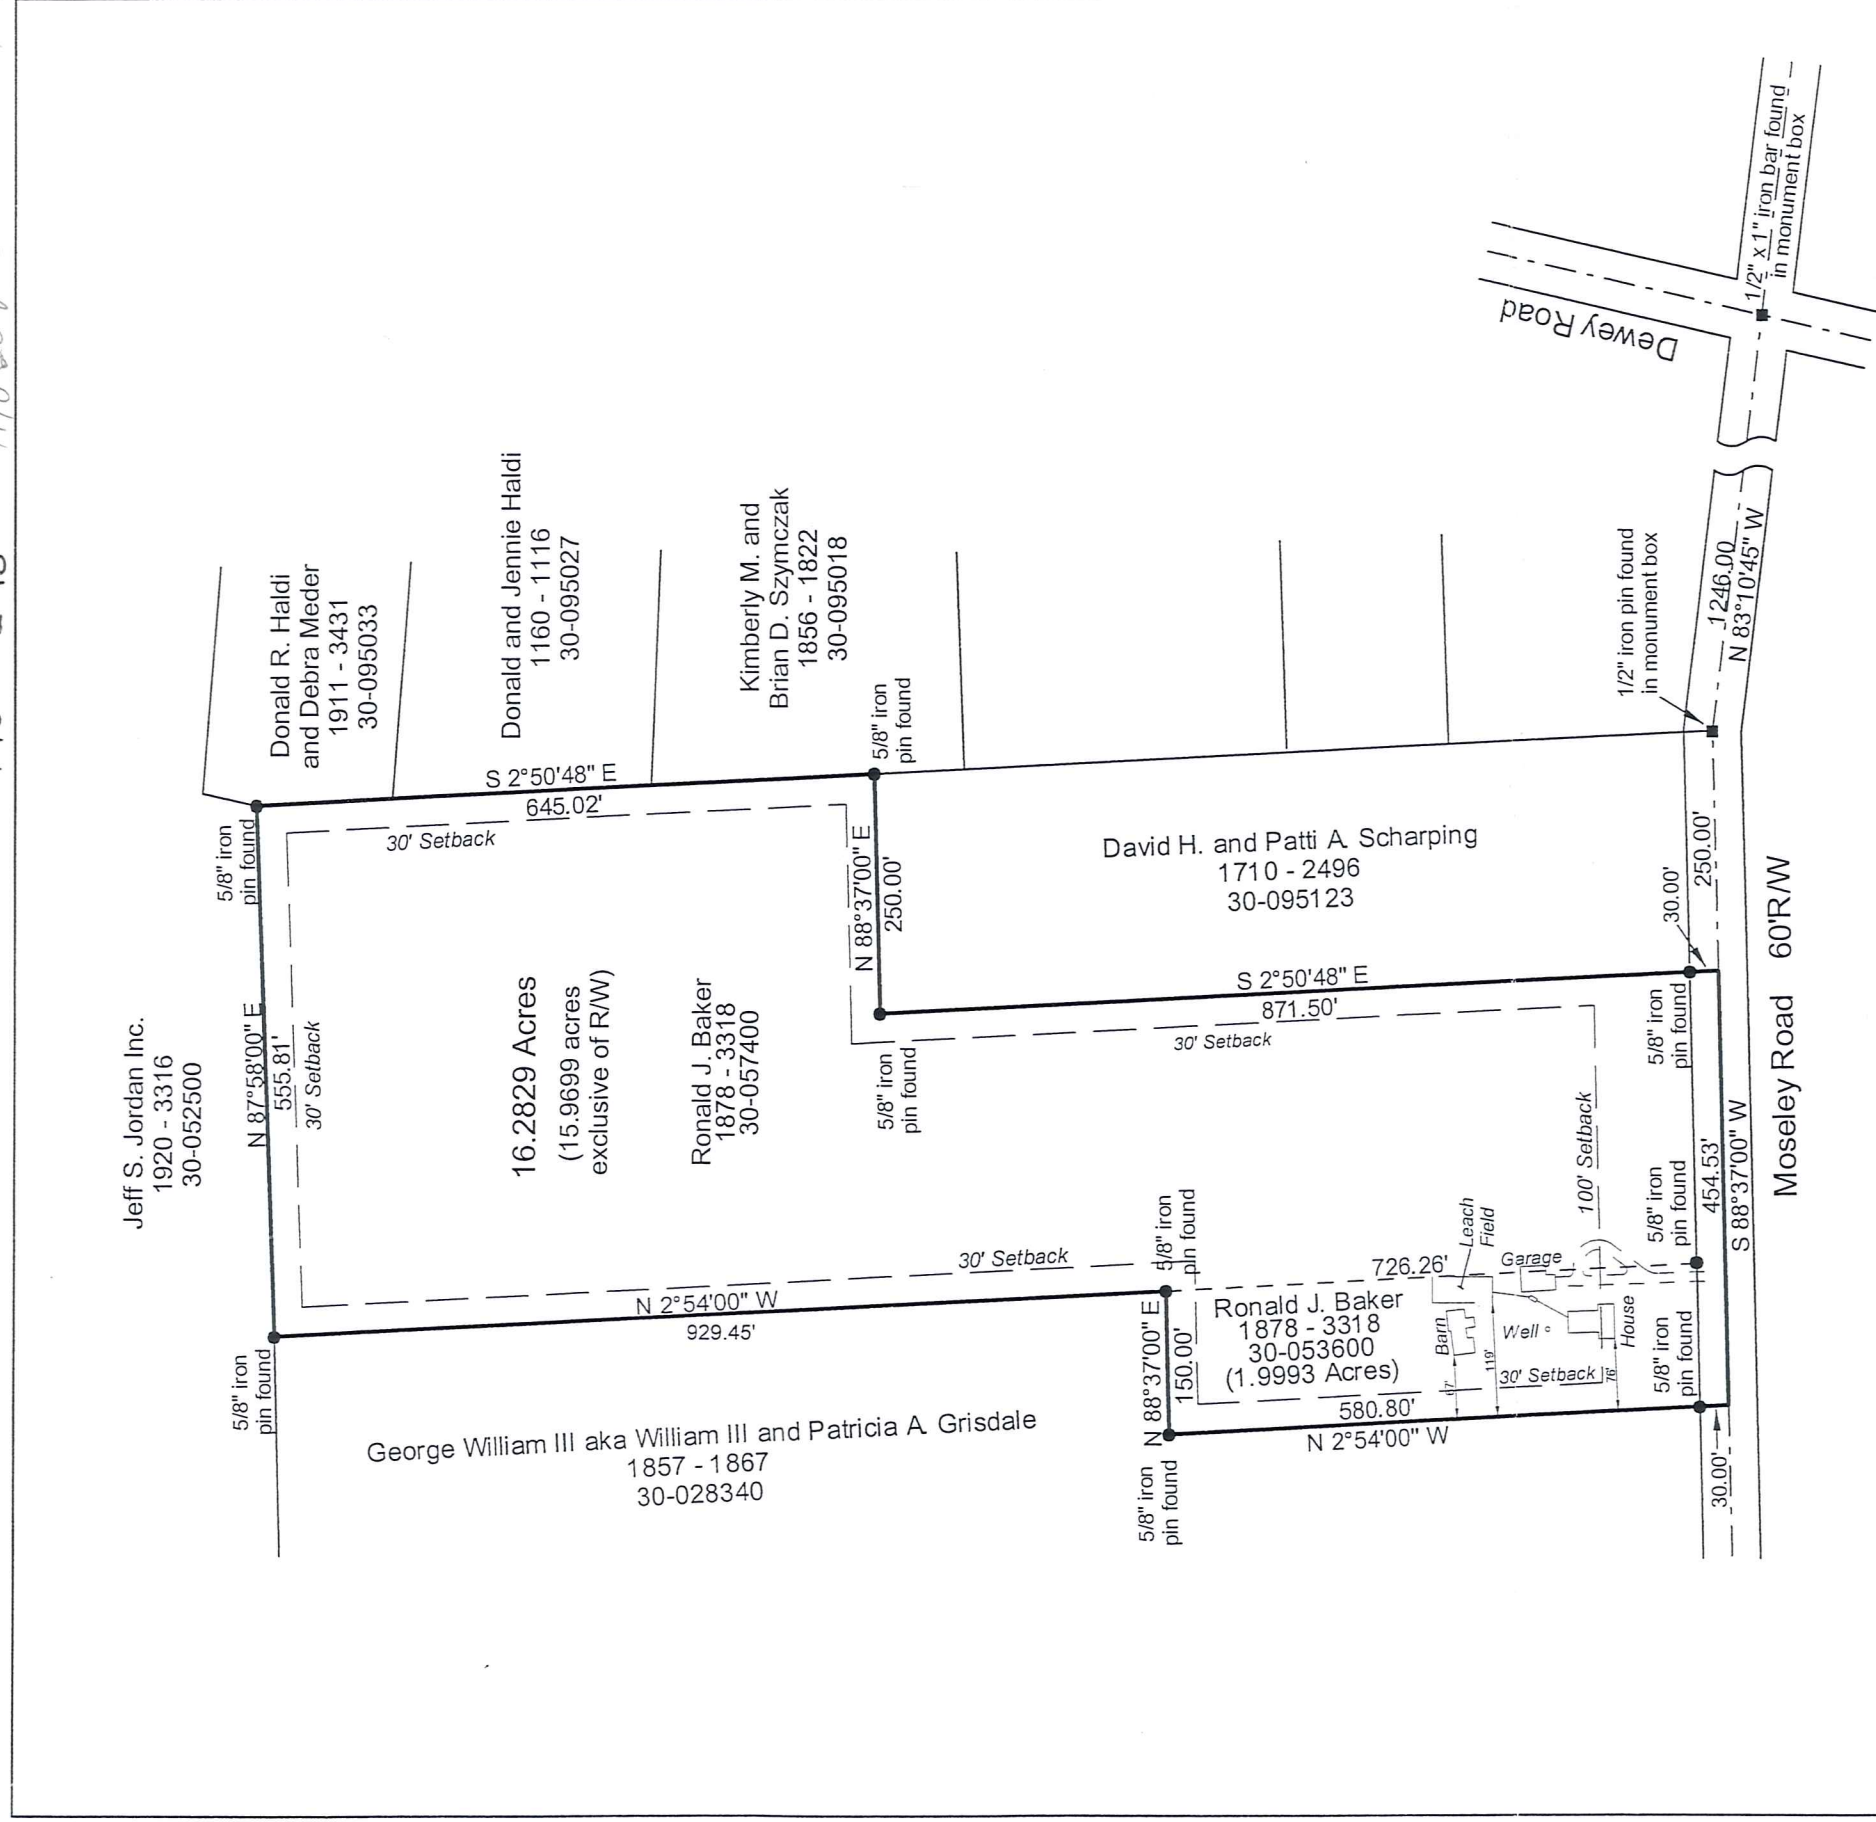 Jeff S. Jordan Inc.
1920 - 3316
30-052500
N 87°58'00" E
555.81'
30' Setback
5/8" iron
pin found
5/8" iron
pin found
Donald R. Haldi
and Debra Meder
1911 - 3431
30-095033
Donald and Jennie Haldi
1160 - 1116
30-095027
Kimberly M. and
Brian D. Szymczak
1856 - 1822
30-095018
S 2°50'48" E
645.02'
30' Setback
5/8" iron
pin found
N 88°37'00" E
250.00'
16.2829 Acres
(15.9699 acres
exclusive of R/W)
Ronald J. Baker
1878 - 3318
30-057400
David H. and Patti A. Scharping
1710 - 2496
30-095123
S 2°50'48" E
871.50'
30' Setback
5/8" iron
pin found
30' Setback
N 2°54'00" W
929.45'
George William III aka William III and Patricia A. Grisdale
1857 - 1867
30-028340
5/8" iron
pin found
N 88°37'00" E
150.00'
5/8" iron
pin found
Ronald J. Baker
1878 - 3318
30-053600
(1.9993 Acres)
726.26'
580.80'
N 2°54'00" W
Leach
Field
Garage
Barn
Well
House
119'
67'
76'
30' Setback
100' Setback
5/8" iron
pin found
5/8" iron
pin found
5/8" iron
pin found
30.00'
30.00'
250.00'
454.53'
S 88°37'00" W
Moseley Road 60'R/W
1/2" iron pin found
in monument box
1246.00
N 83°10'45" W
Dewey Road
1/2" x 1" iron bar found
in monument box